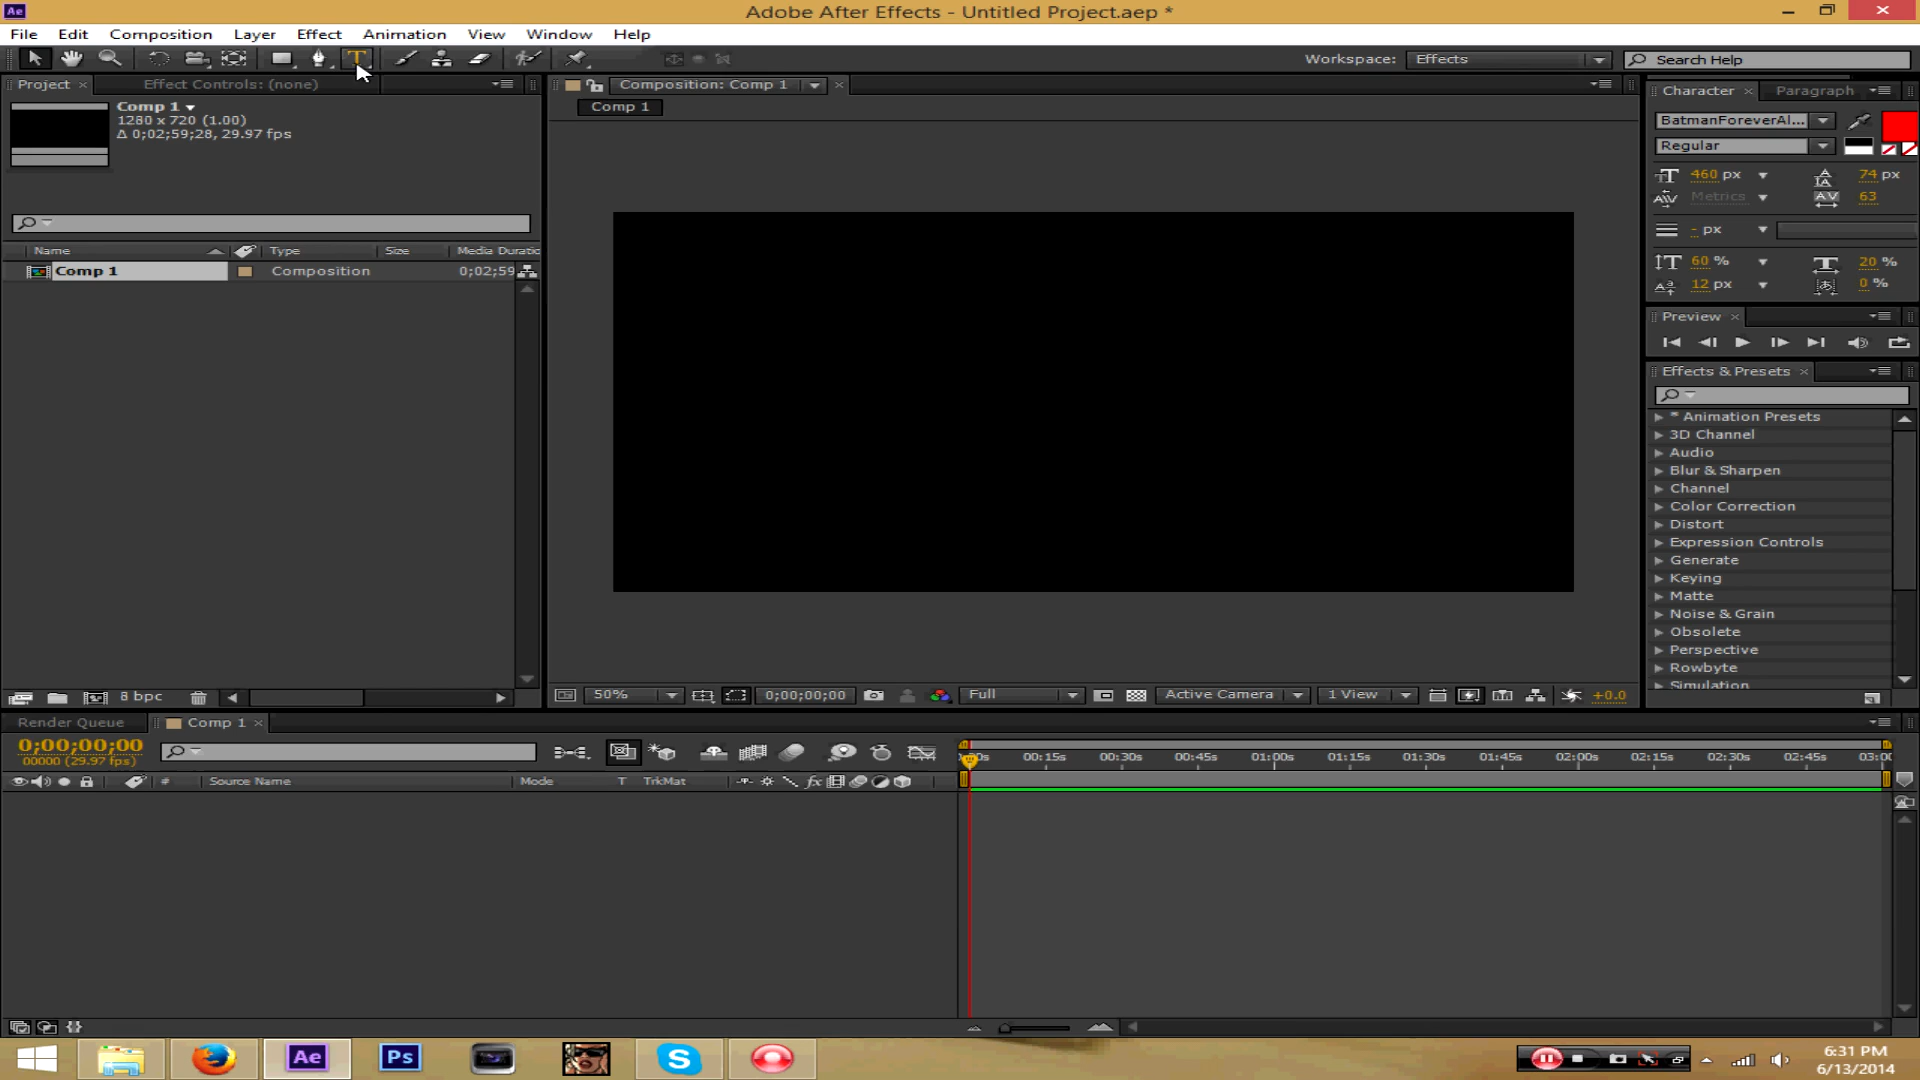 Ae Adobe After Effects - Untitled Project.aep *
File Edit Composition Layer Effect Animation View Window Help
T Workspace: Effects Search Help
Project × Effect Controls: (none) Composition: Comp 1 × Character × Paragraph
Comp 1 Comp 1
1280 x 720 (1.00)
Δ 0;02;59;28, 29.97 fps
BatmanForeverAl...
Regular
460 px 74 px
Metrics 63
- px
60 % 20 %
12 px 0 %
Name Type Size Media Duratic
Comp 1 Composition 0;02;59
Preview ×
Effects & Presets ×
* Animation Presets
3D Channel
Audio
Blur & Sharpen
Channel
Color Correction
Distort
Expression Controls
Generate
Keying
Matte
Noise & Grain
Obsolete
Perspective
Rowbyte
Simulation
8 bpc 50% 0;00;00;00 Full Active Camera 1 View +0.0
Render Queue Comp 1 ×
0;00;00;00
00000 (29.97 fps)
00:15s 00:30s 00:45s 01:00s 01:15s 01:30s 01:45s 02:00s 02:15s 02:30s 02:45s 03:00
# Source Name Mode T TrkMat fx
Ae Ps S
6:31 PM
6/13/2014